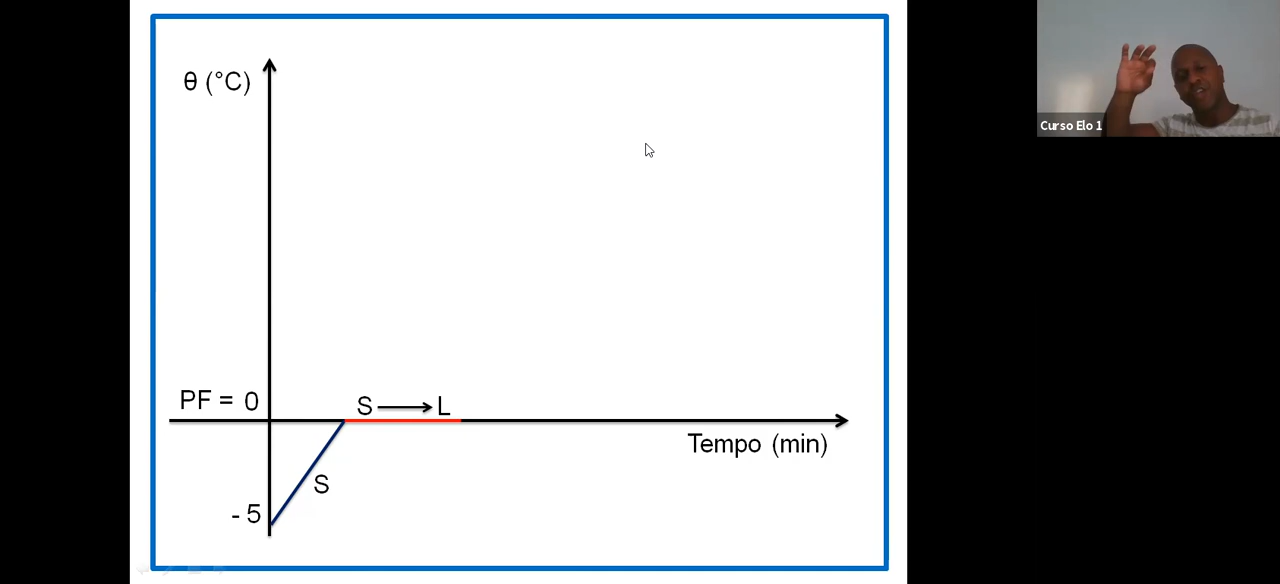 θ (°C)
Curso Elo 1
PF = 0
S ⟶ L
Tempo (min)
S
- 5